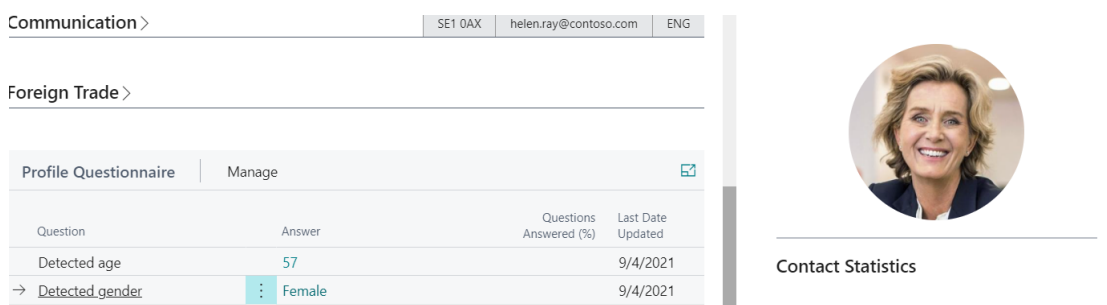 Communication
SE1 0AX helen.ray@contoso.com ENG
Foreign Trade
Profile Questionnaire Manage
Question Answer Questions Answered (%) Last Date Updated
Detected age 57 9/4/2021
Detected gender Female 9/4/2021
Contact Statistics